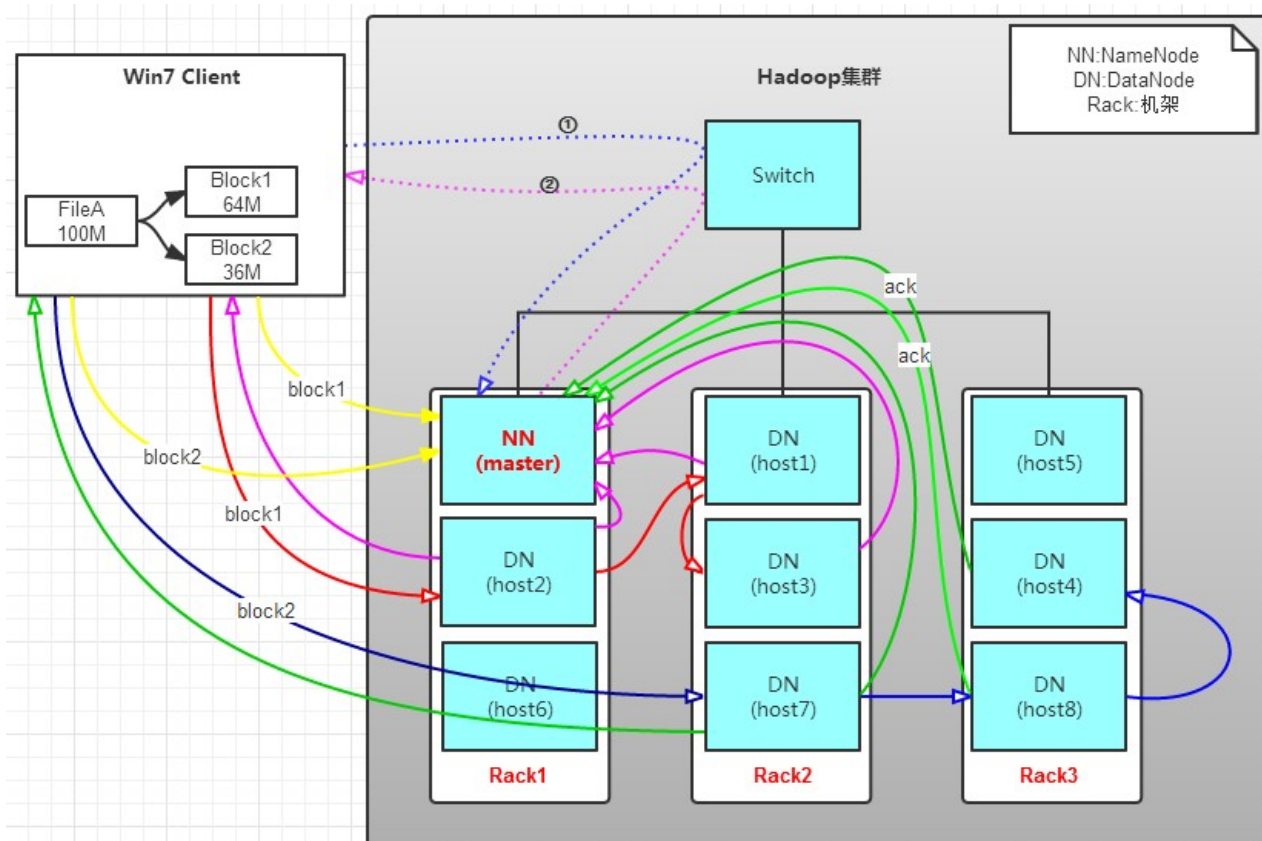 Win7 Client
FileA
100M
Block1
64M
Block2
36M
Hadoop集群
NN:NameNode
DN:DataNode
Rack:机架
①
②
Switch
ack
ack
block1
block2
block1
block2
NN
(master)
DN
(host2)
DN
(host6)
Rack1
DN
(host1)
DN
(host3)
DN
(host7)
Rack2
DN
(host5)
DN
(host4)
DN
(host8)
Rack3